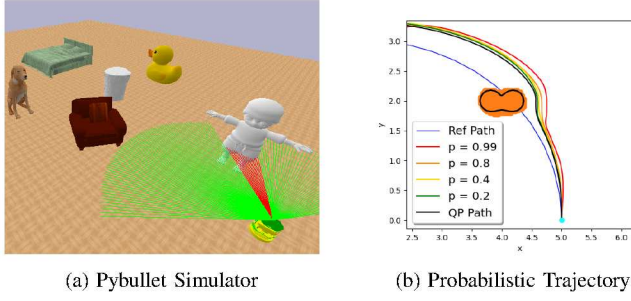 3.0
2.5
2.0
1.5
1.0
0.5
0.0
y
Ref Path
p = 0.99
p = 0.8
p = 0.4
p = 0.2
QP Path
2.5 3.0 3.5 4.0 4.5 5.0 5.5 6.0
x
(a) Pybullet Simulator
(b) Probabilistic Trajectory